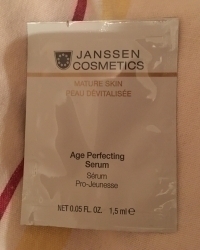 JANSSEN
COSMETICS
MATURE SKIN
PEAU DÉVITALISÉE
Age Perfecting
Serum
Sérum
Pro-Jeunesse
NET 0.05 FL. OZ. 1,5 ml ℮